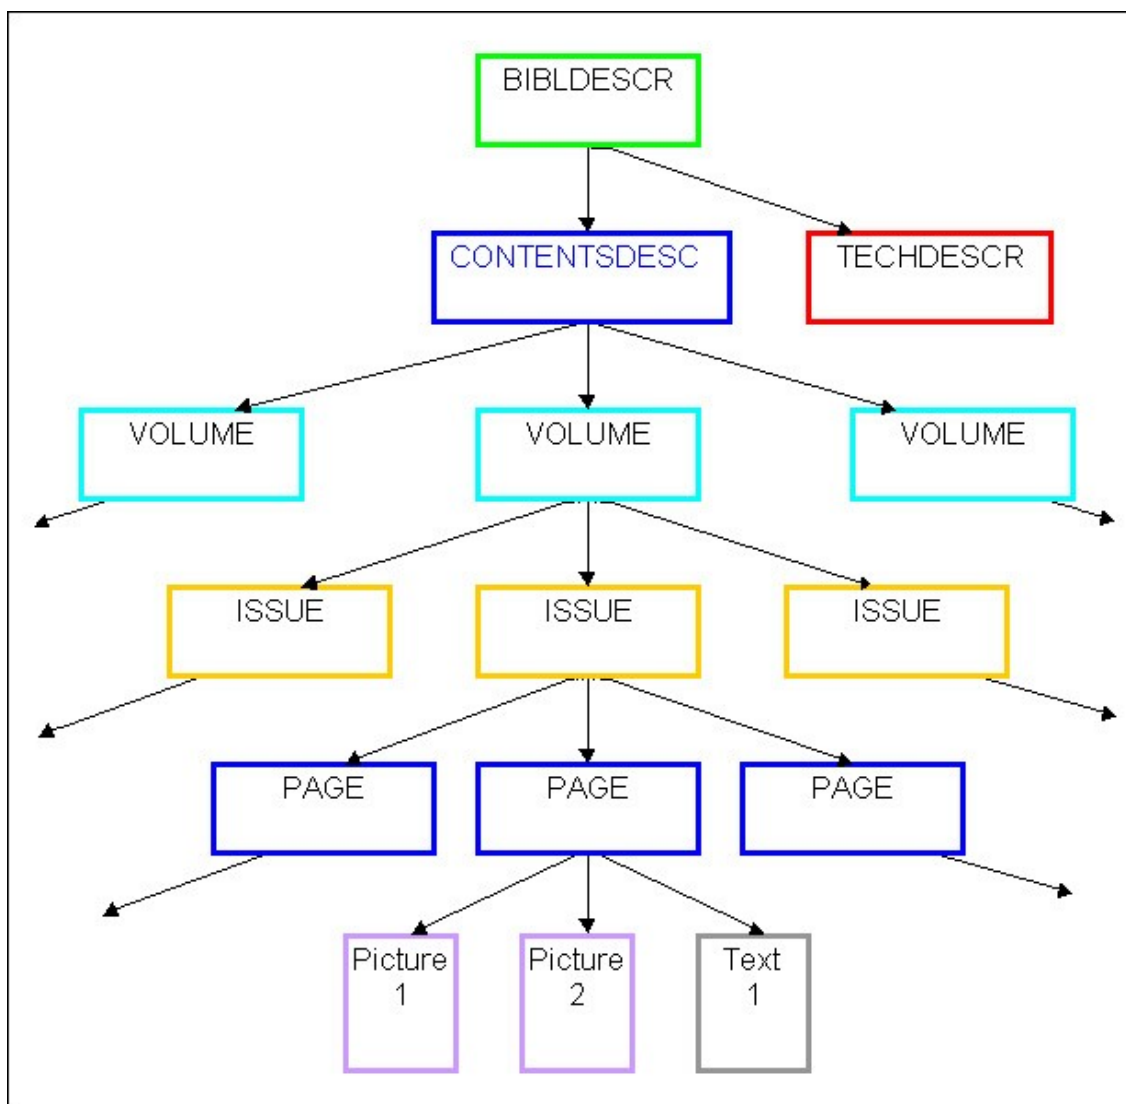 BIBLDESCR
CONTENTSDESC
TECHDESCR
VOLUME
VOLUME
VOLUME
ISSUE
ISSUE
ISSUE
PAGE
PAGE
PAGE
Picture
1
Picture
2
Text
1